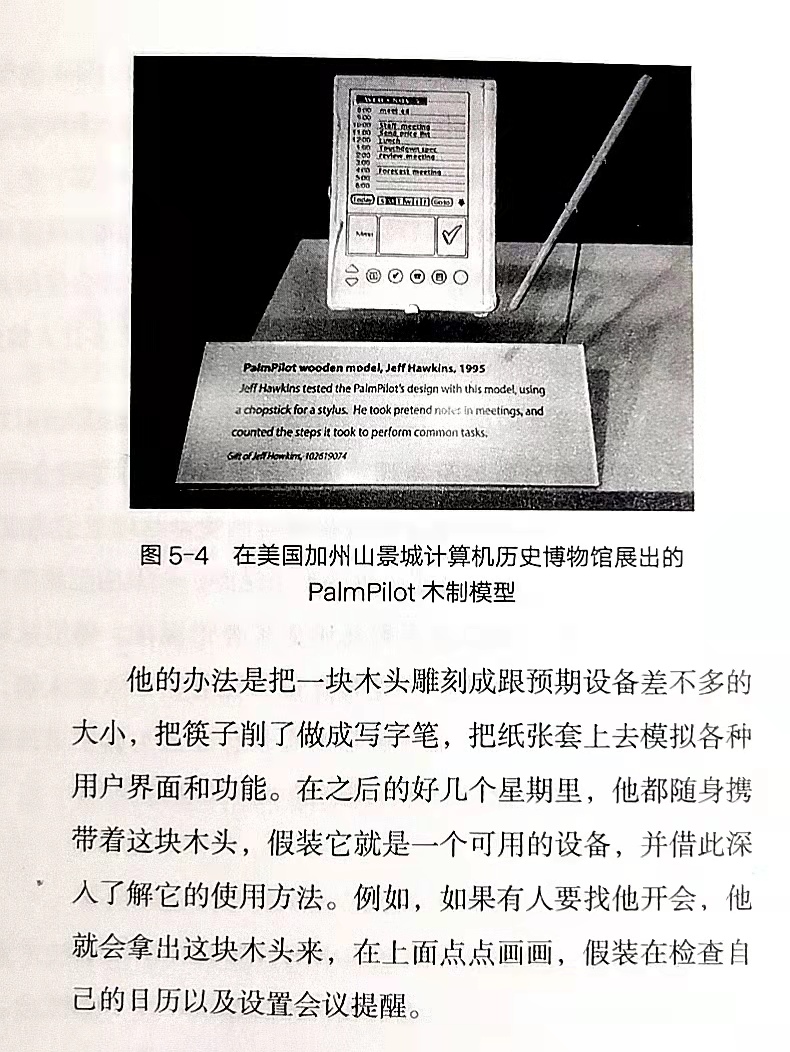 WED • NOV 5
8:00 meet ed
9:00
10:00 Staff meeting
11:00 Send price list
12:00 Lunch
1:00 Touchdown spec
2:00 review meeting
3:00
4:00 Forecast meeting
5:00
6:00
Today
Go to
Menu
PalmPilot wooden model, Jeff Hawkins, 1995
Jeff Hawkins tested the PalmPilot's design with this model, using
a chopstick for a stylus. He took pretend notes in meetings, and
counted the steps it took to perform common tasks.
Gift of Jeff Hawkins, 102619074
图 5-4 在美国加州山景城计算机历史博物馆展出的
PalmPilot 木制模型
他的办法是把一块木头雕刻成跟预期设备差不多的
大小，把筷子削了做成写字笔，把纸张套上去模拟各种
用户界面和功能。在之后的好几个星期里，他都随身携
带着这块木头，假装它就是一个可用的设备，并借此深
入了解它的使用方法。例如，如果有人要找他开会，他
就会拿出这块木头来，在上面点点画画，假装在检查自
己的日历以及设置会议提醒。